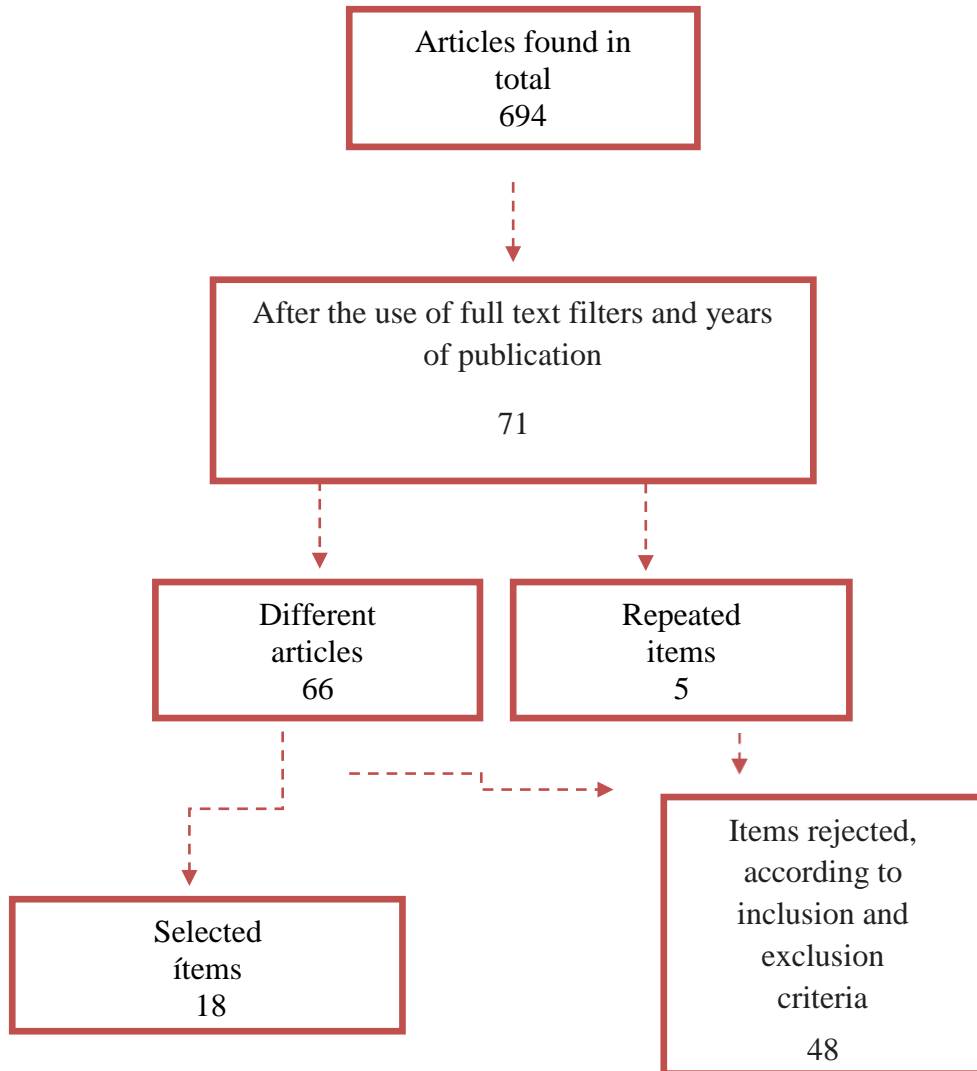 Articles found in
total
694
After the use of full text filters and years
of publication
71
Different
articles
66
Repeated
items
5
Selected
ítems
18
Items rejected,
according to
inclusion and
exclusion
criteria
48